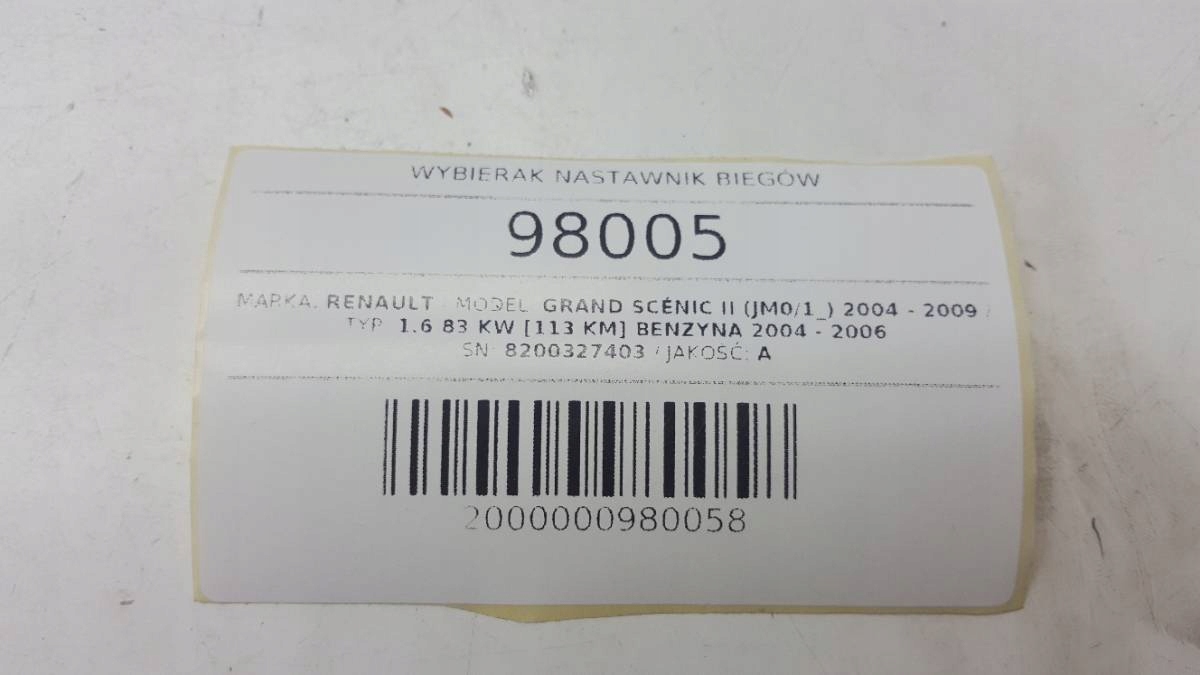 WYBIERAK NASTAWNIK BIEGÓW
98005
MARKA: RENAULT / MODEL: GRAND SCÉNIC II (JM0/1_) 2004 - 2009 /
TYP: 1.6 83 KW [113 KM] BENZYNA 2004 - 2006
SN: 8200327403 / JAKOŚĆ: A
2000000980058